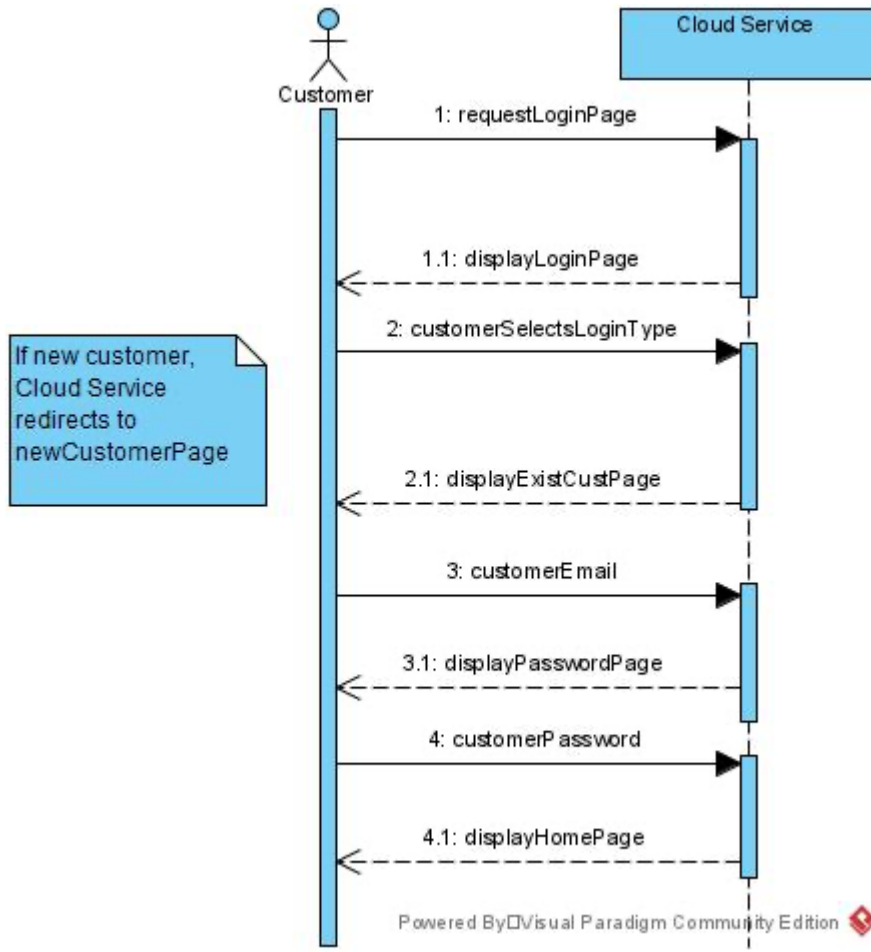 Cloud Service
Customer
1: requestLoginPage
1.1: displayLoginPage
2: customerSelectsLoginType
If new customer,
Cloud Service
redirects to
newCustomerPage
2.1: displayExistCustPage
3: customerEmail
3.1: displayPasswordPage
4: customerPassword
4.1: displayHomePage
Powered By□Visual Paradigm Community Edition